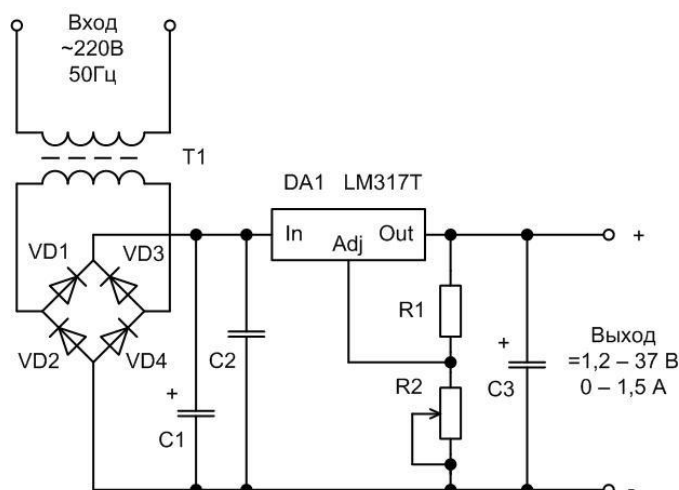 Вход
~220В
50Гц
T1
DA1 LM317T
In
Adj
Out
+
VD1
VD3
VD2
VD4
C2
+
C1
R1
R2
+
C3
Выход
=1,2 – 37 В
0 – 1,5 А
-